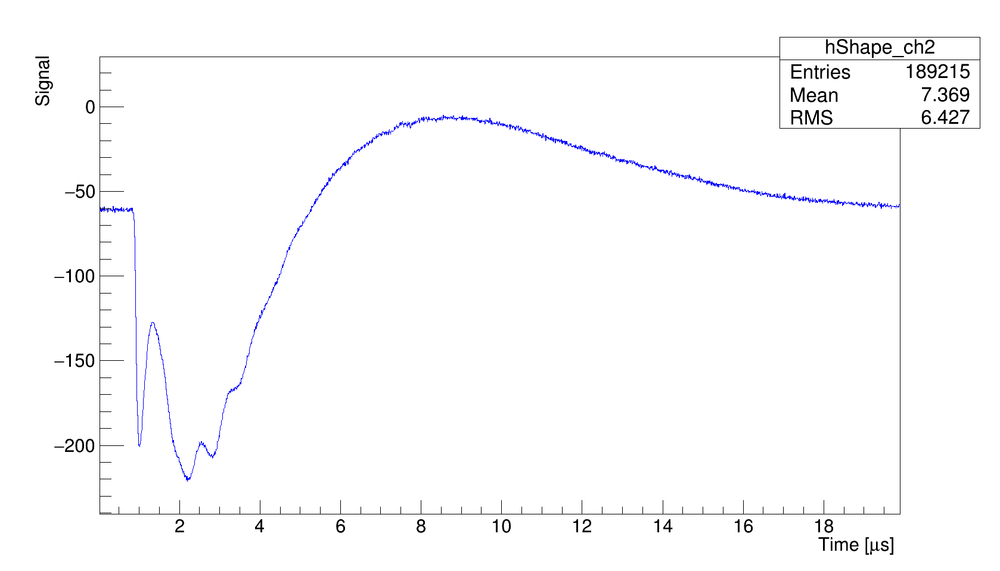 hShape_ch2
Entries 189215
Mean 7.369
RMS 6.427
Signal
0
−50
−100
−150
−200
2 4 6 8 10 12 14 16 18
Time [μs]